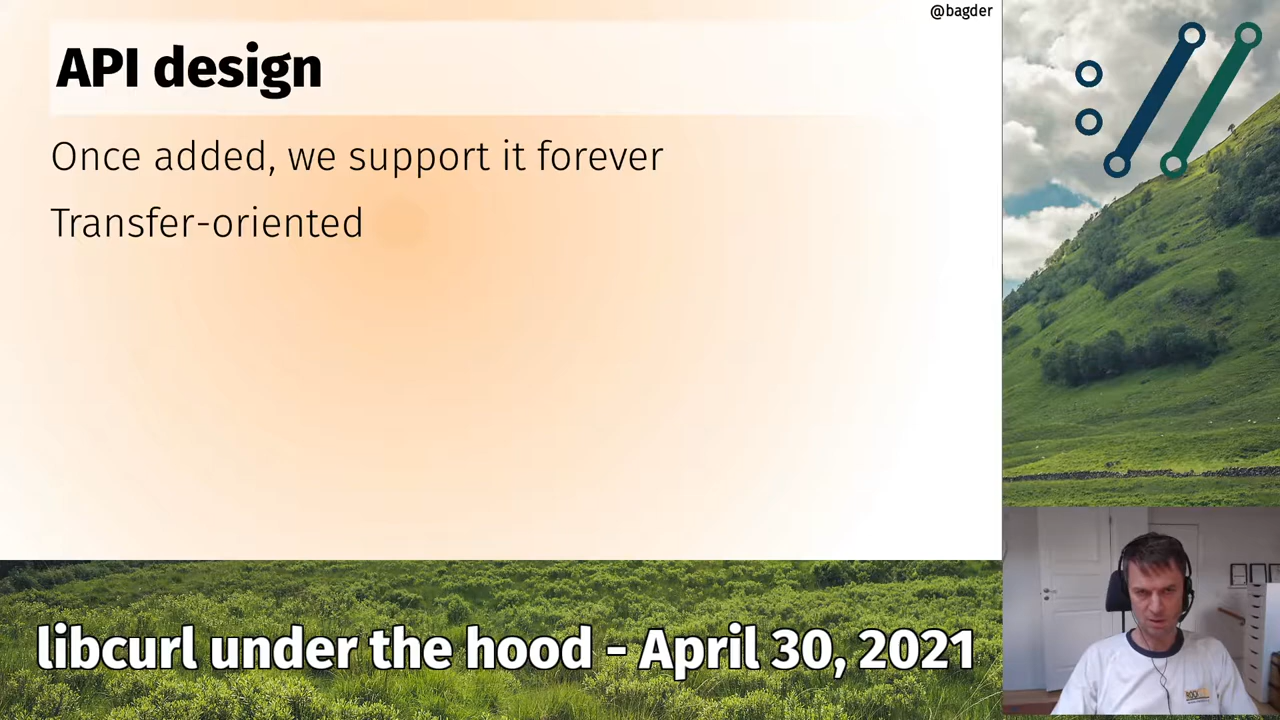 @bagder
API design
Once added, we support it forever
Transfer-oriented
libcurl under the hood - April 30, 2021